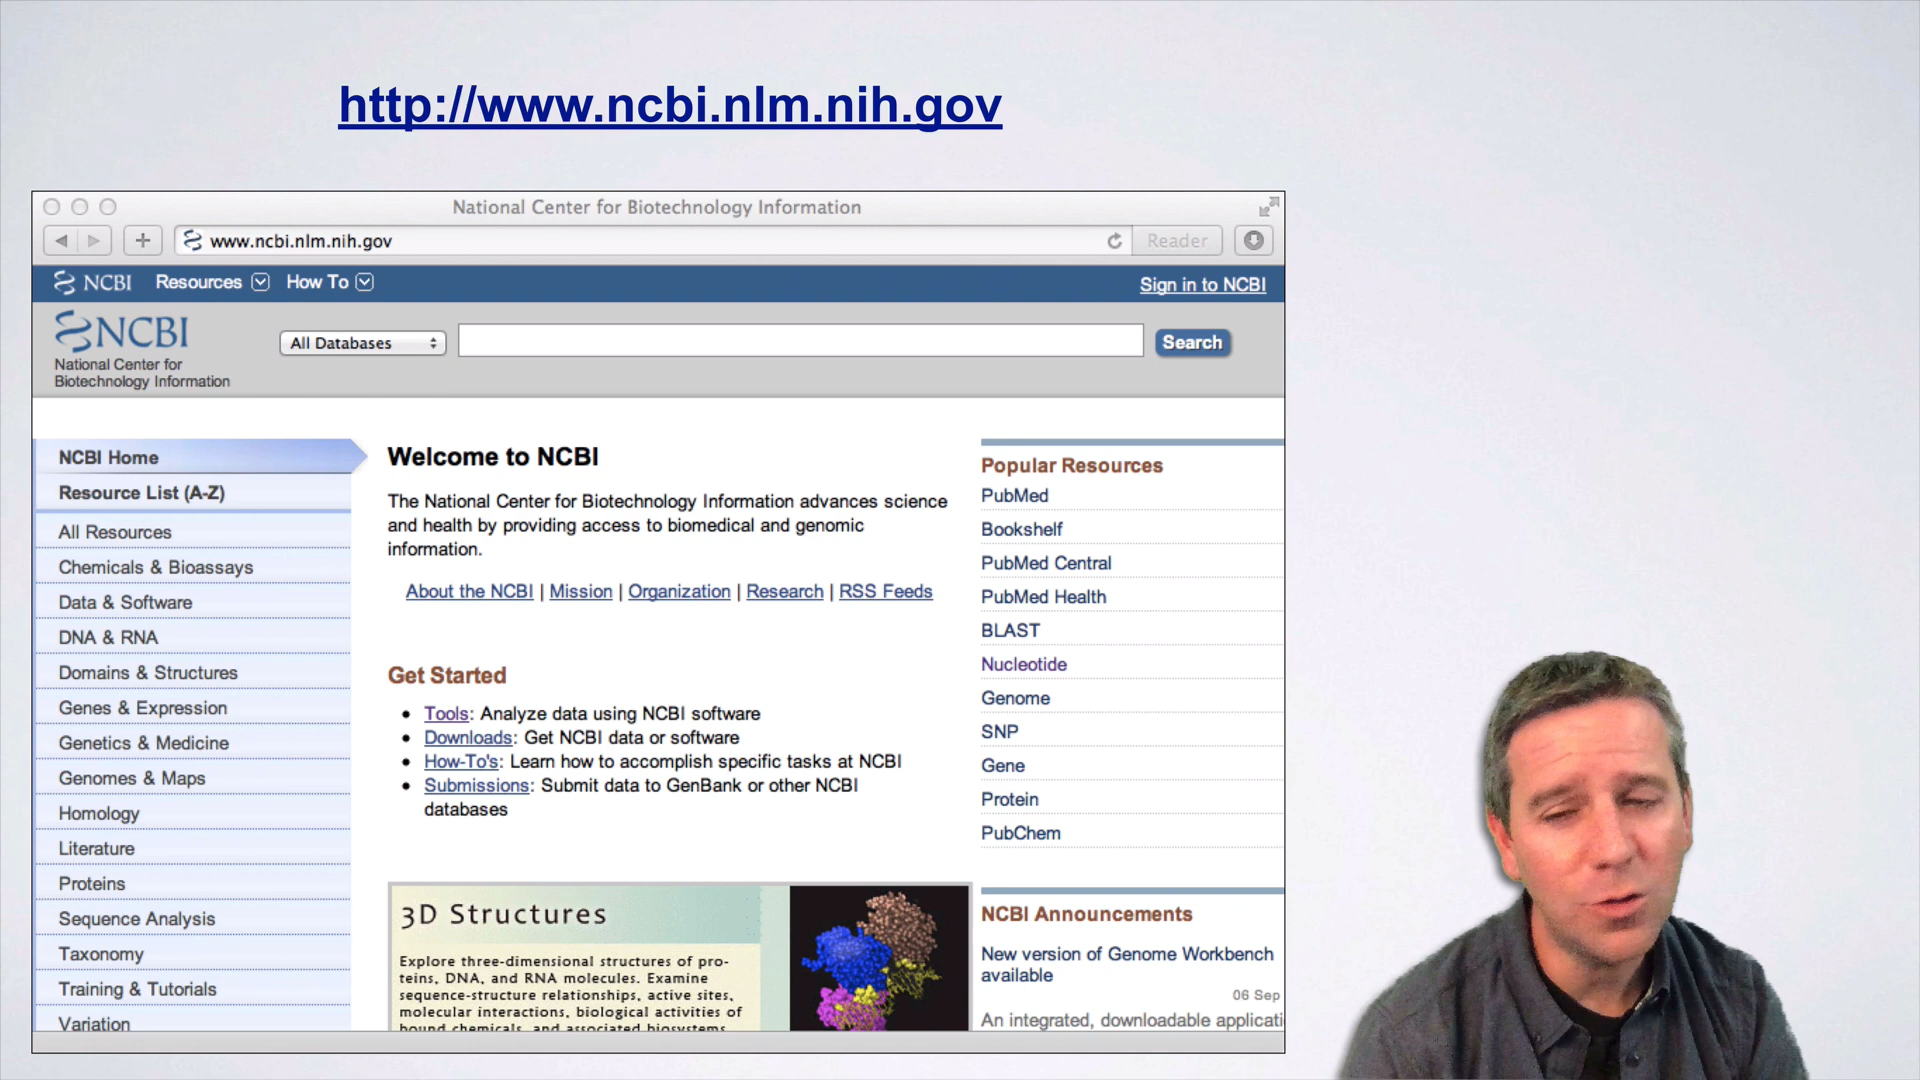 http://www.ncbi.nlm.nih.gov
National Center for Biotechnology Information
www.ncbi.nlm.nih.gov
Reader
NCBI Resources How To
Sign in to NCBI
NCBI
National Center for
Biotechnology Information
All Databases
Search
NCBI Home
Resource List (A-Z)
All Resources
Chemicals & Bioassays
Data & Software
DNA & RNA
Domains & Structures
Genes & Expression
Genetics & Medicine
Genomes & Maps
Homology
Literature
Proteins
Sequence Analysis
Taxonomy
Training & Tutorials
Variation
Welcome to NCBI
The National Center for Biotechnology Information advances science
and health by providing access to biomedical and genomic
information.
About the NCBI | Mission | Organization | Research | RSS Feeds
Get Started
• Tools: Analyze data using NCBI software
• Downloads: Get NCBI data or software
• How-To's: Learn how to accomplish specific tasks at NCBI
• Submissions: Submit data to GenBank or other NCBI
databases
3D Structures
Explore three-dimensional structures of pro-
teins, DNA, and RNA molecules. Examine
sequence-structure relationships, active sites,
molecular interactions, biological activities of
bound chemicals, and associated biosystems
Popular Resources
PubMed
Bookshelf
PubMed Central
PubMed Health
BLAST
Nucleotide
Genome
SNP
Gene
Protein
PubChem
NCBI Announcements
New version of Genome Workbench
available
06 Sep
An integrated, downloadable applicati